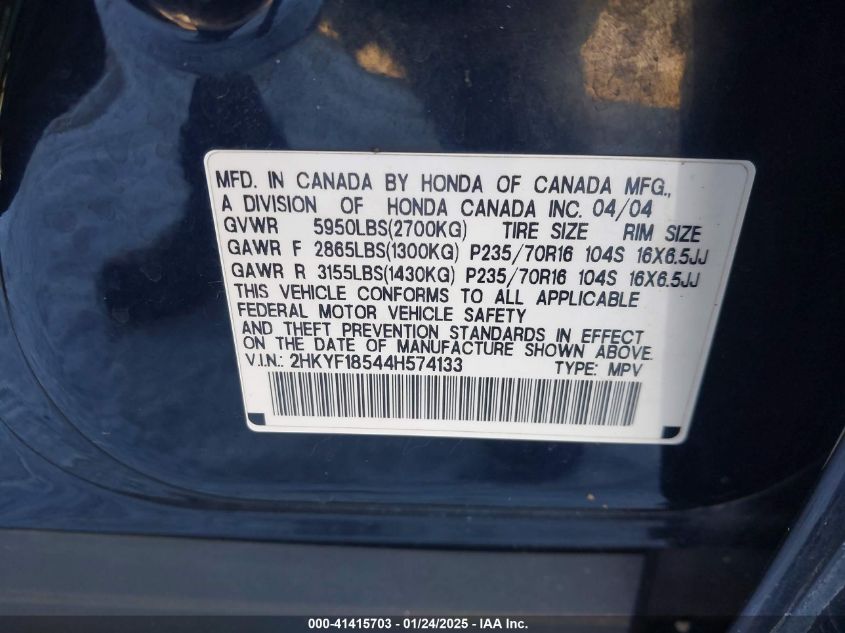 MFD. IN CANADA BY HONDA OF CANADA MFG.,
A DIVISION OF HONDA CANADA INC. 04/04
GVWR 5950LBS(2700KG) TIRE SIZE RIM SIZE
GAWR F 2865LBS(1300KG) P235/70R16 104S 16X6.5JJ
GAWR R 3155LBS(1430KG) P235/70R16 104S 16X6.5JJ
THIS VEHICLE CONFORMS TO ALL APPLICABLE
FEDERAL MOTOR VEHICLE SAFETY
AND THEFT PREVENTION STANDARDS IN EFFECT
ON THE DATE OF MANUFACTURE SHOWN ABOVE.
V.I.N.: 2HKYF18544H574133 TYPE: MPV
000-41415703 - 01/24/2025 - IAA Inc.